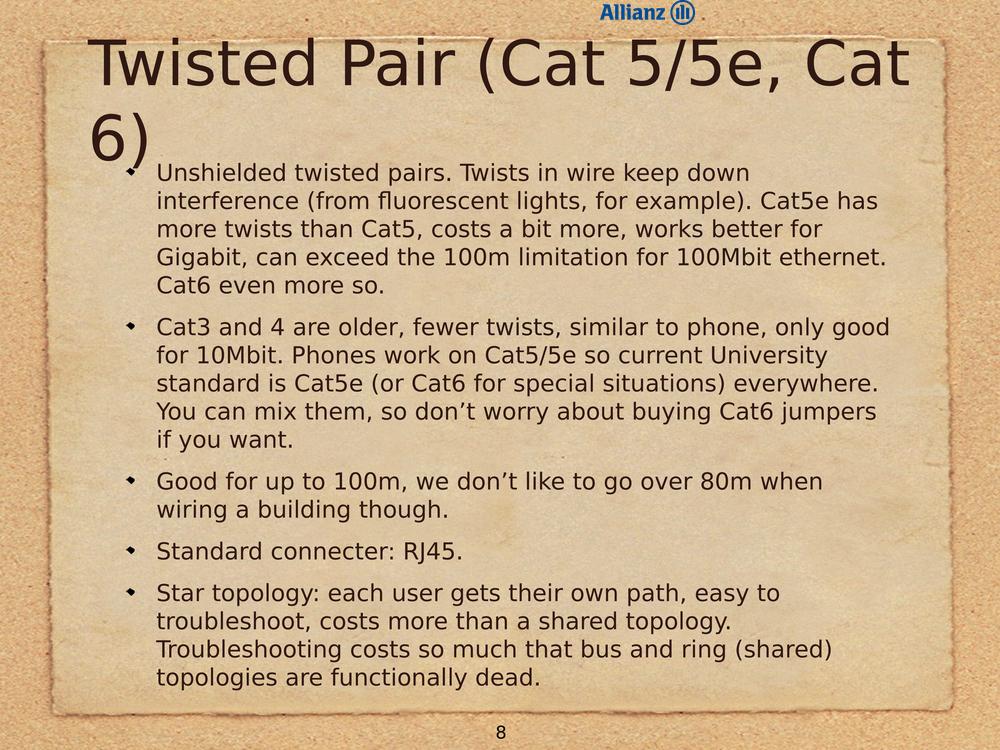 Allianz
Twisted Pair (Cat 5/5e, Cat
6)
Unshielded twisted pairs. Twists in wire keep down
interference (from fluorescent lights, for example). Cat5e has
more twists than Cat5, costs a bit more, works better for
Gigabit, can exceed the 100m limitation for 100Mbit ethernet.
Cat6 even more so.
Cat3 and 4 are older, fewer twists, similar to phone, only good
for 10Mbit. Phones work on Cat5/5e so current University
standard is Cat5e (or Cat6 for special situations) everywhere.
You can mix them, so don’t worry about buying Cat6 jumpers
if you want.
Good for up to 100m, we don’t like to go over 80m when
wiring a building though.
Standard connecter: RJ45.
Star topology: each user gets their own path, easy to
troubleshoot, costs more than a shared topology.
Troubleshooting costs so much that bus and ring (shared)
topologies are functionally dead.
8